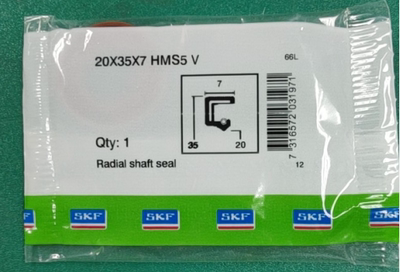 20X35X7 HMS5 V
66L
7
35
20
7 316572 031971
Qty: 1
Radial shaft seal
12
SKF
SKF
SKF
SKF
SKF